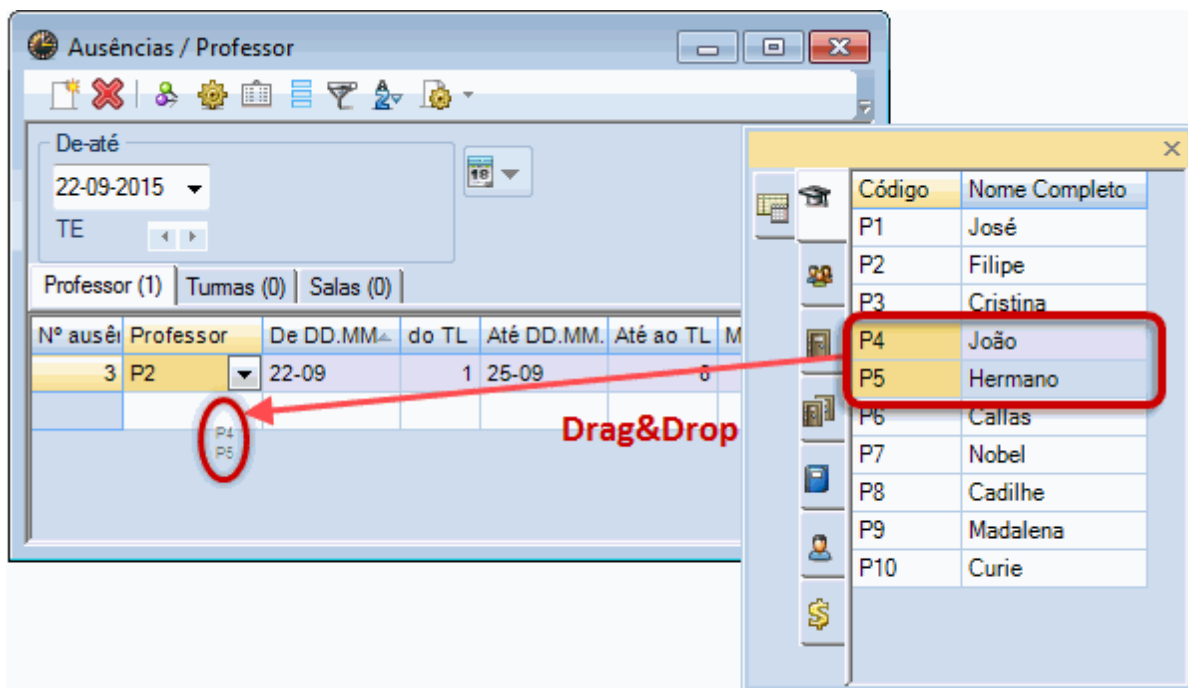 Ausências / Professor
De-até
22-09-2015
18
TE
Professor (1) Turmas (0) Salas (0)
Nº ausêi Professor De DD.MM do TL Até DD.MM. Até ao TL M
3 P2 22-09 1 25-09 8
P4
P5
Drag&Drop
Código Nome Completo
P1 José
P2 Filipe
P3 Cristina
P4 João
P5 Hermano
P6 Callas
P7 Nobel
P8 Cadilhe
P9 Madalena
P10 Curie